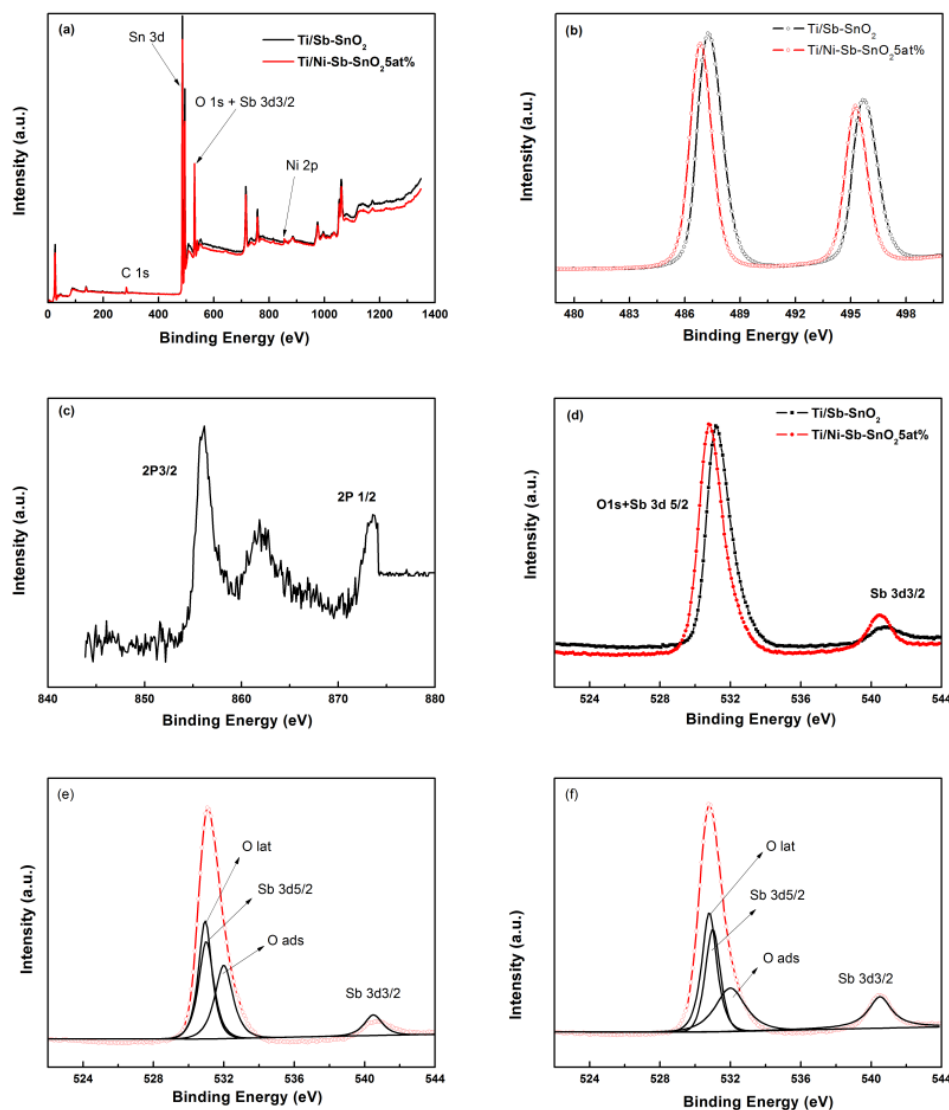 (a)
Sn 3d
Ti/Sb-SnO₂
Ti/Ni-Sb-SnO₂5at%
O 1s + Sb 3d3/2
Ni 2p
C 1s
Intensity (a.u.)
0 200 400 600 800 1000 1200 1400
Binding Energy (eV)
(b)
Ti/Sb-SnO₂
Ti/Ni-Sb-SnO₂5at%
Intensity (a.u.)
480 483 486 489 492 495 498
Binding Energy (eV)
(c)
2P3/2
2P 1/2
Intensity (a.u.)
840 850 860 870 880
Binding Energy (eV)
(d)
Ti/Sb-SnO₂
Ti/Ni-Sb-SnO₂5at%
O1s+Sb 3d 5/2
Sb 3d3/2
Intensity (a.u.)
524 528 532 536 540 544
Binding Energy (eV)
(e)
O lat
Sb 3d5/2
O ads
Sb 3d3/2
Intensity (a.u.)
524 528 532 536 540 544
Binding Energy (eV)
(f)
O lat
Sb 3d5/2
O ads
Sb 3d3/2
Intensity (a.u.)
524 528 532 536 540 544
Binding Energy (eV)